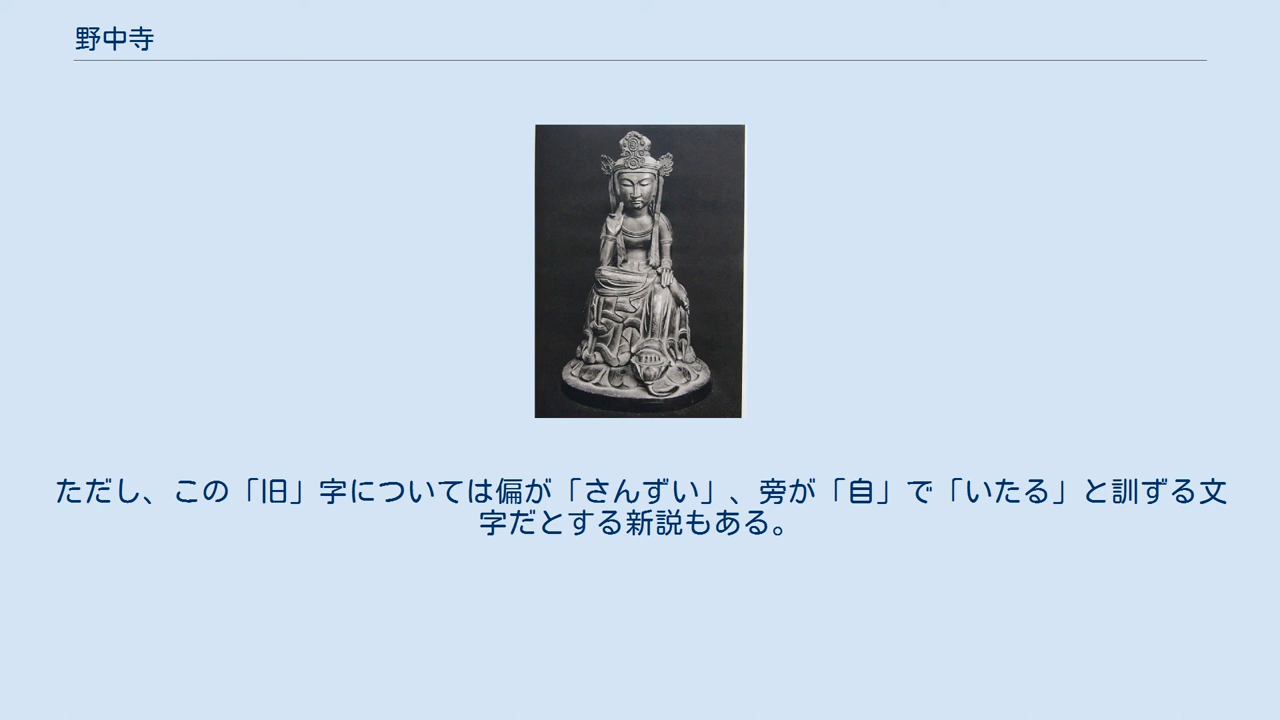 野中寺
ただし、この「旧」字については偏が「さんずい」、旁が「自」で「いたる」と訓ずる文
字だとする新説もある。